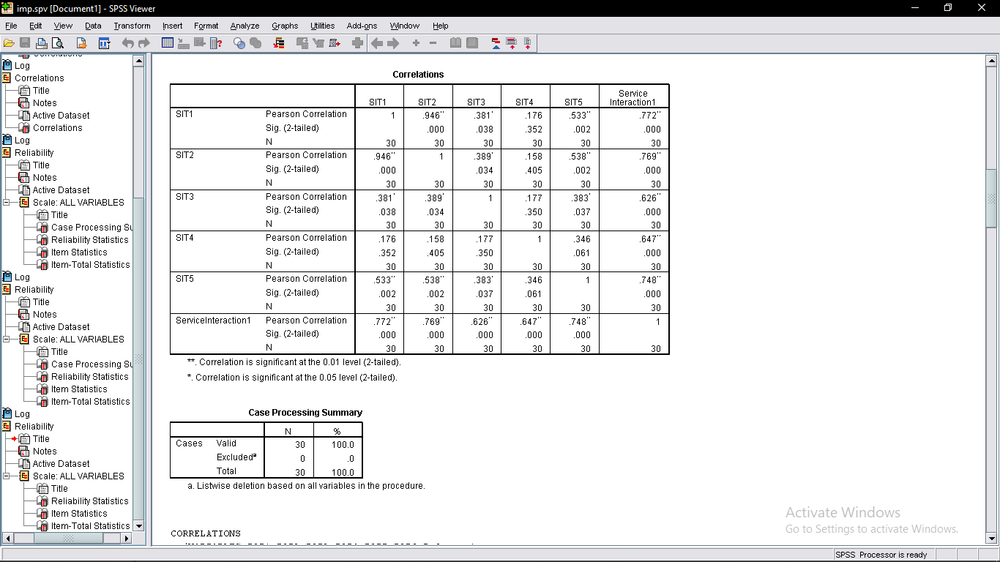 imp.spv [Document1] - SPSS Viewer
File Edit View Data Transform Insert Format Analyze Graphs Utilities Add-ons Window Help
Correlations
Log
Correlations
Title
Notes
Active Dataset
Correlations
Log
Reliability
Title
Notes
Active Dataset
Scale: ALL VARIABLES
Title
Case Processing Su
Reliability Statistics
Item Statistics
Item-Total Statistics
Log
Reliability
Title
Notes
Active Dataset
Scale: ALL VARIABLES
Title
Case Processing Su
Reliability Statistics
Item Statistics
Item-Total Statistics
Log
Reliability
Title
Notes
Active Dataset
Scale: ALL VARIABLES
Title
Reliability Statistics
Item Statistics
Item-Total Statistics
Correlations
SIT1 SIT2 SIT3 SIT4 SIT5 Service Interaction1
SIT1 Pearson Correlation 1 .946** .381* .176 .533** .772**
Sig. (2-tailed) .000 .038 .352 .002 .000
N 30 30 30 30 30 30
SIT2 Pearson Correlation .946** 1 .389* .158 .538** .769**
Sig. (2-tailed) .000 .034 .405 .002 .000
N 30 30 30 30 30 30
SIT3 Pearson Correlation .381* .389* 1 .177 .383* .626**
Sig. (2-tailed) .038 .034 .350 .037 .000
N 30 30 30 30 30 30
SIT4 Pearson Correlation .176 .158 .177 1 .346 .647**
Sig. (2-tailed) .352 .405 .350 .061 .000
N 30 30 30 30 30 30
SIT5 Pearson Correlation .533** .538** .383* .346 1 .748**
Sig. (2-tailed) .002 .002 .037 .061 .000
N 30 30 30 30 30 30
ServiceInteraction1 Pearson Correlation .772** .769** .626** .647** .748** 1
Sig. (2-tailed) .000 .000 .000 .000 .000
N 30 30 30 30 30 30
**. Correlation is significant at the 0.01 level (2-tailed).
*. Correlation is significant at the 0.05 level (2-tailed).
Case Processing Summary
N %
Cases Valid 30 100.0
Excludedª 0 .0
Total 30 100.0
a. Listwise deletion based on all variables in the procedure.
CORRELATIONS
Activate Windows
Go to Settings to activate Windows.
SPSS Processor is ready